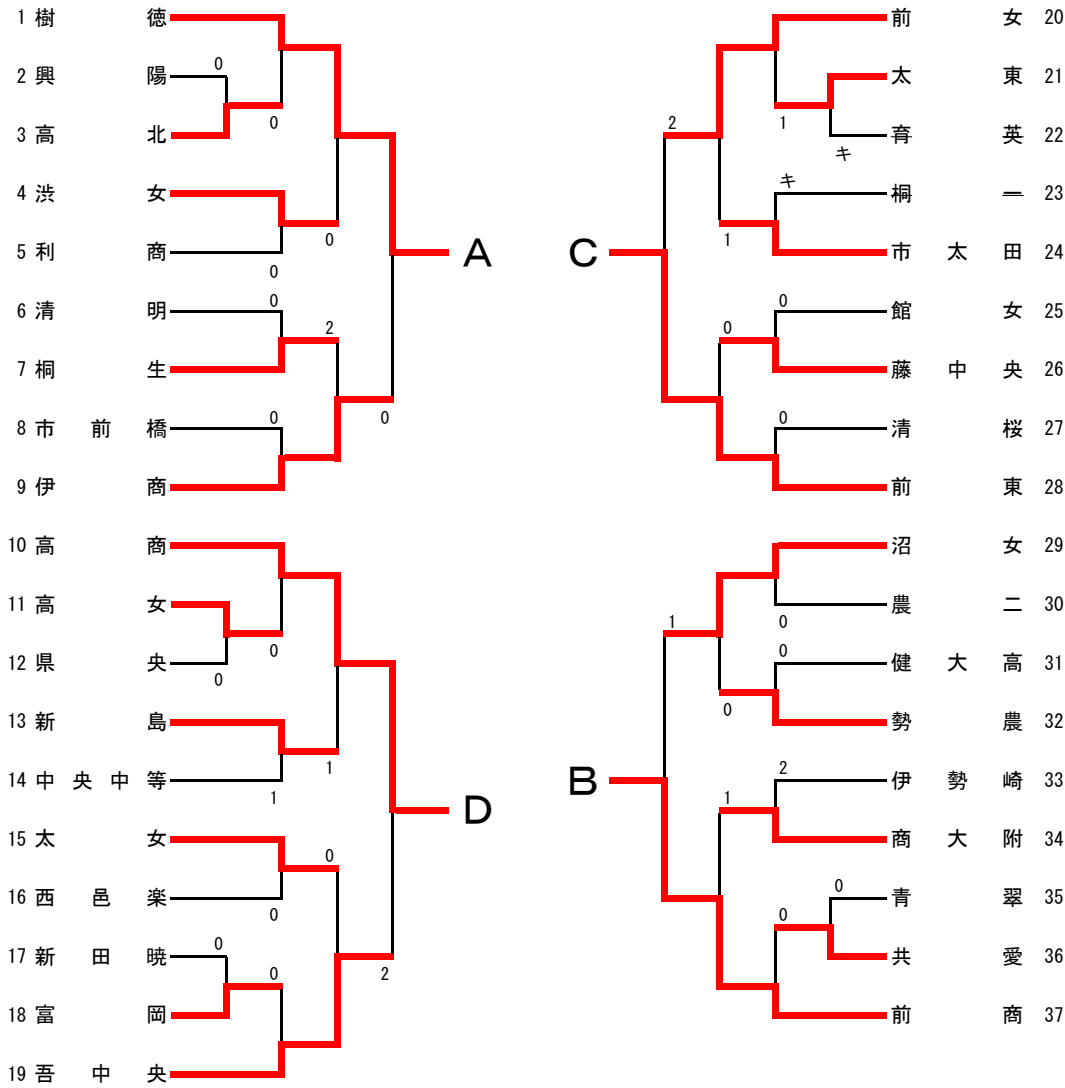 1 樹 徳
2 興 陽
3 高 北
4 渋 女
5 利 商
6 清 明
7 桐 生
8 市 前 橋
9 伊 商
0
0
0
0
0
2
0
0
A
10 高 商
11 高 女
12 県 央
13 新 島
14 中 央 中 等
15 太 女
16 西 邑 楽
17 新 田 暁
18 富 岡
19 吾 中 央
0
0
1
1
0
0
0
0
2
D
前 女 20
太 東 21
育 英 22
桐 一 23
市 太 田 24
館 女 25
藤 中 央 26
清 桜 27
前 東 28
2
1
キ
キ
1
0
0
0
C
沼 女 29
農 二 30
健 大 高 31
勢 農 32
伊 勢 崎 33
商 大 附 34
青 翠 35
共 愛 36
前 商 37
1
0
0
0
2
1
0
0
B